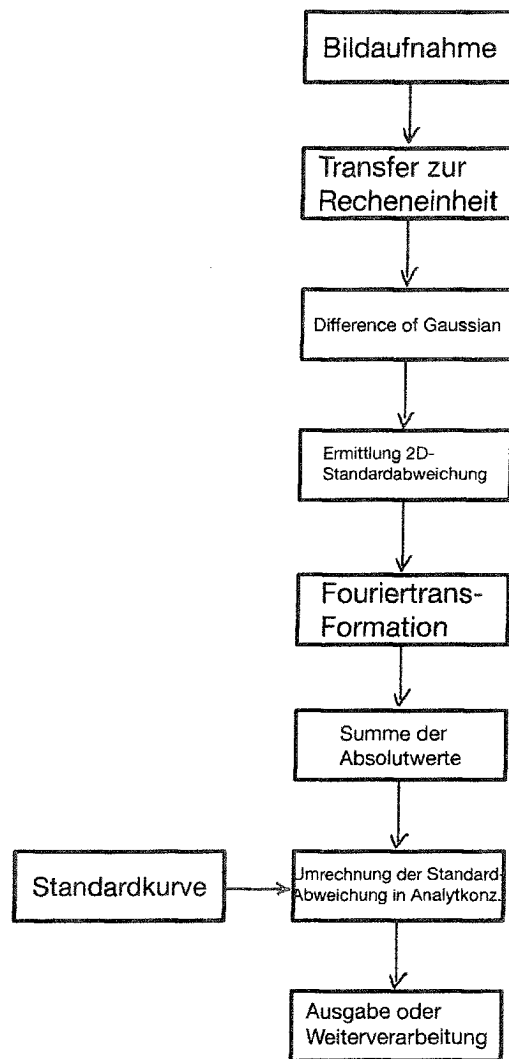 Bildaufnahme
Transfer zur
Recheneinheit
Difference of Gaussian
Ermittlung 2D-
Standardabweichung
Fouriertrans-
Formation
Summe der
Absolutwerte
Standardkurve
Umrechnung der Standard-
Abweichung in Analytkonz.
Ausgabe oder
Weiterverarbeitung